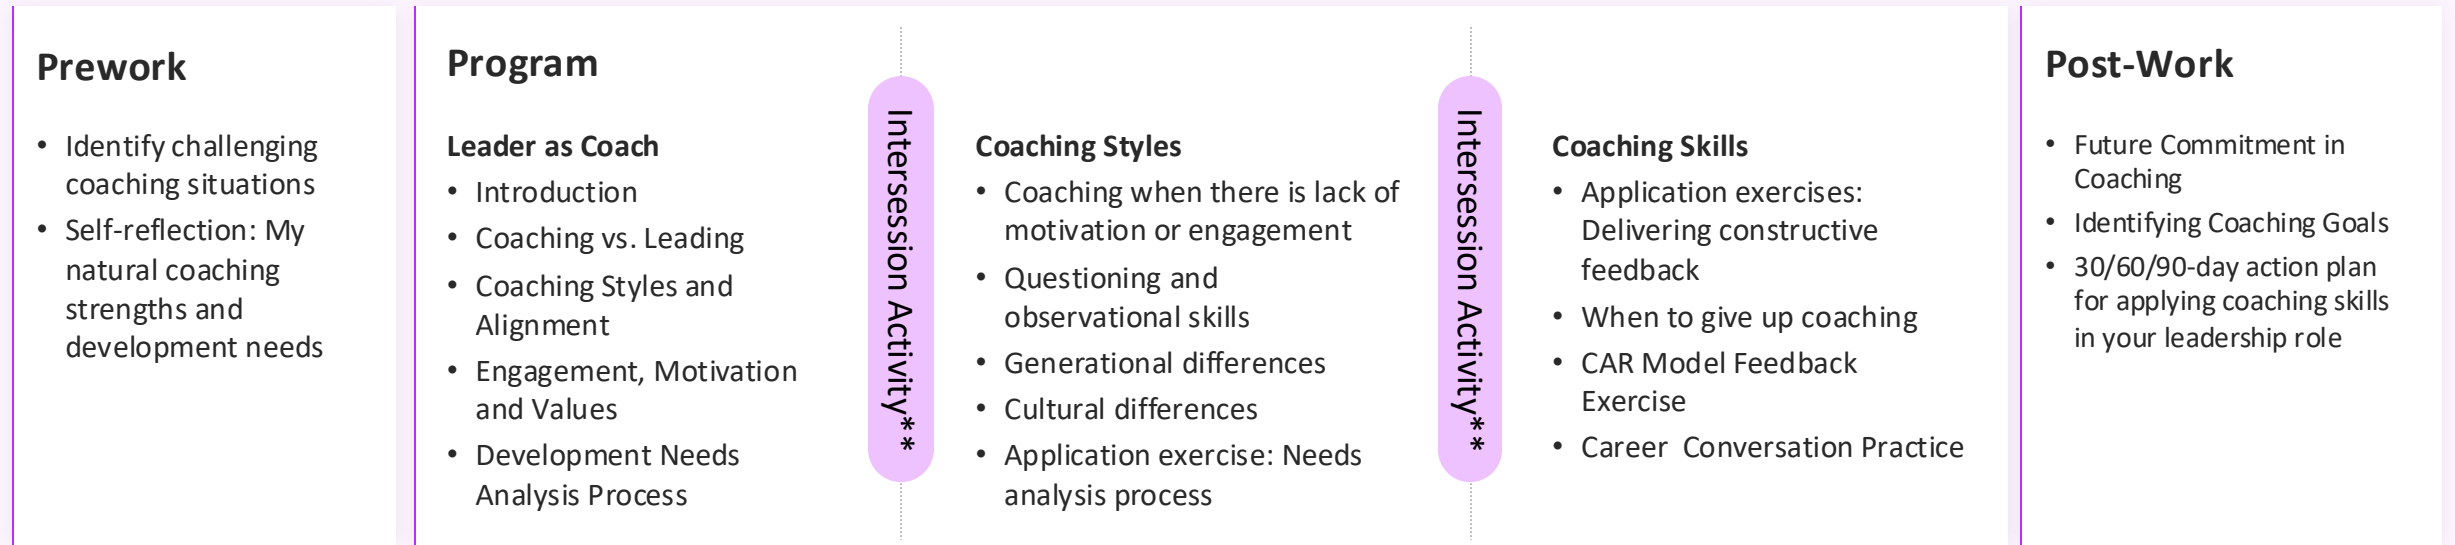 Prework
• Identify challenging
coaching situations
• Self-reflection: My
natural coaching
strengths and
development needs
Program
Leader as Coach
• Introduction
• Coaching vs. Leading
• Coaching Styles and
Alignment
• Engagement, Motivation
and Values
• Development Needs
Analysis Process
Intersession Activity**
Coaching Styles
• Coaching when there is lack of
motivation or engagement
• Questioning and
observational skills
• Generational differences
• Cultural differences
• Application exercise: Needs
analysis process
Intersession Activity**
Coaching Skills
• Application exercises:
Delivering constructive
feedback
• When to give up coaching
• CAR Model Feedback
Exercise
• Career  Conversation Practice
Post-Work
• Future Commitment in
Coaching
• Identifying Coaching Goals
• 30/60/90-day action plan
for applying coaching skills
in your leadership role